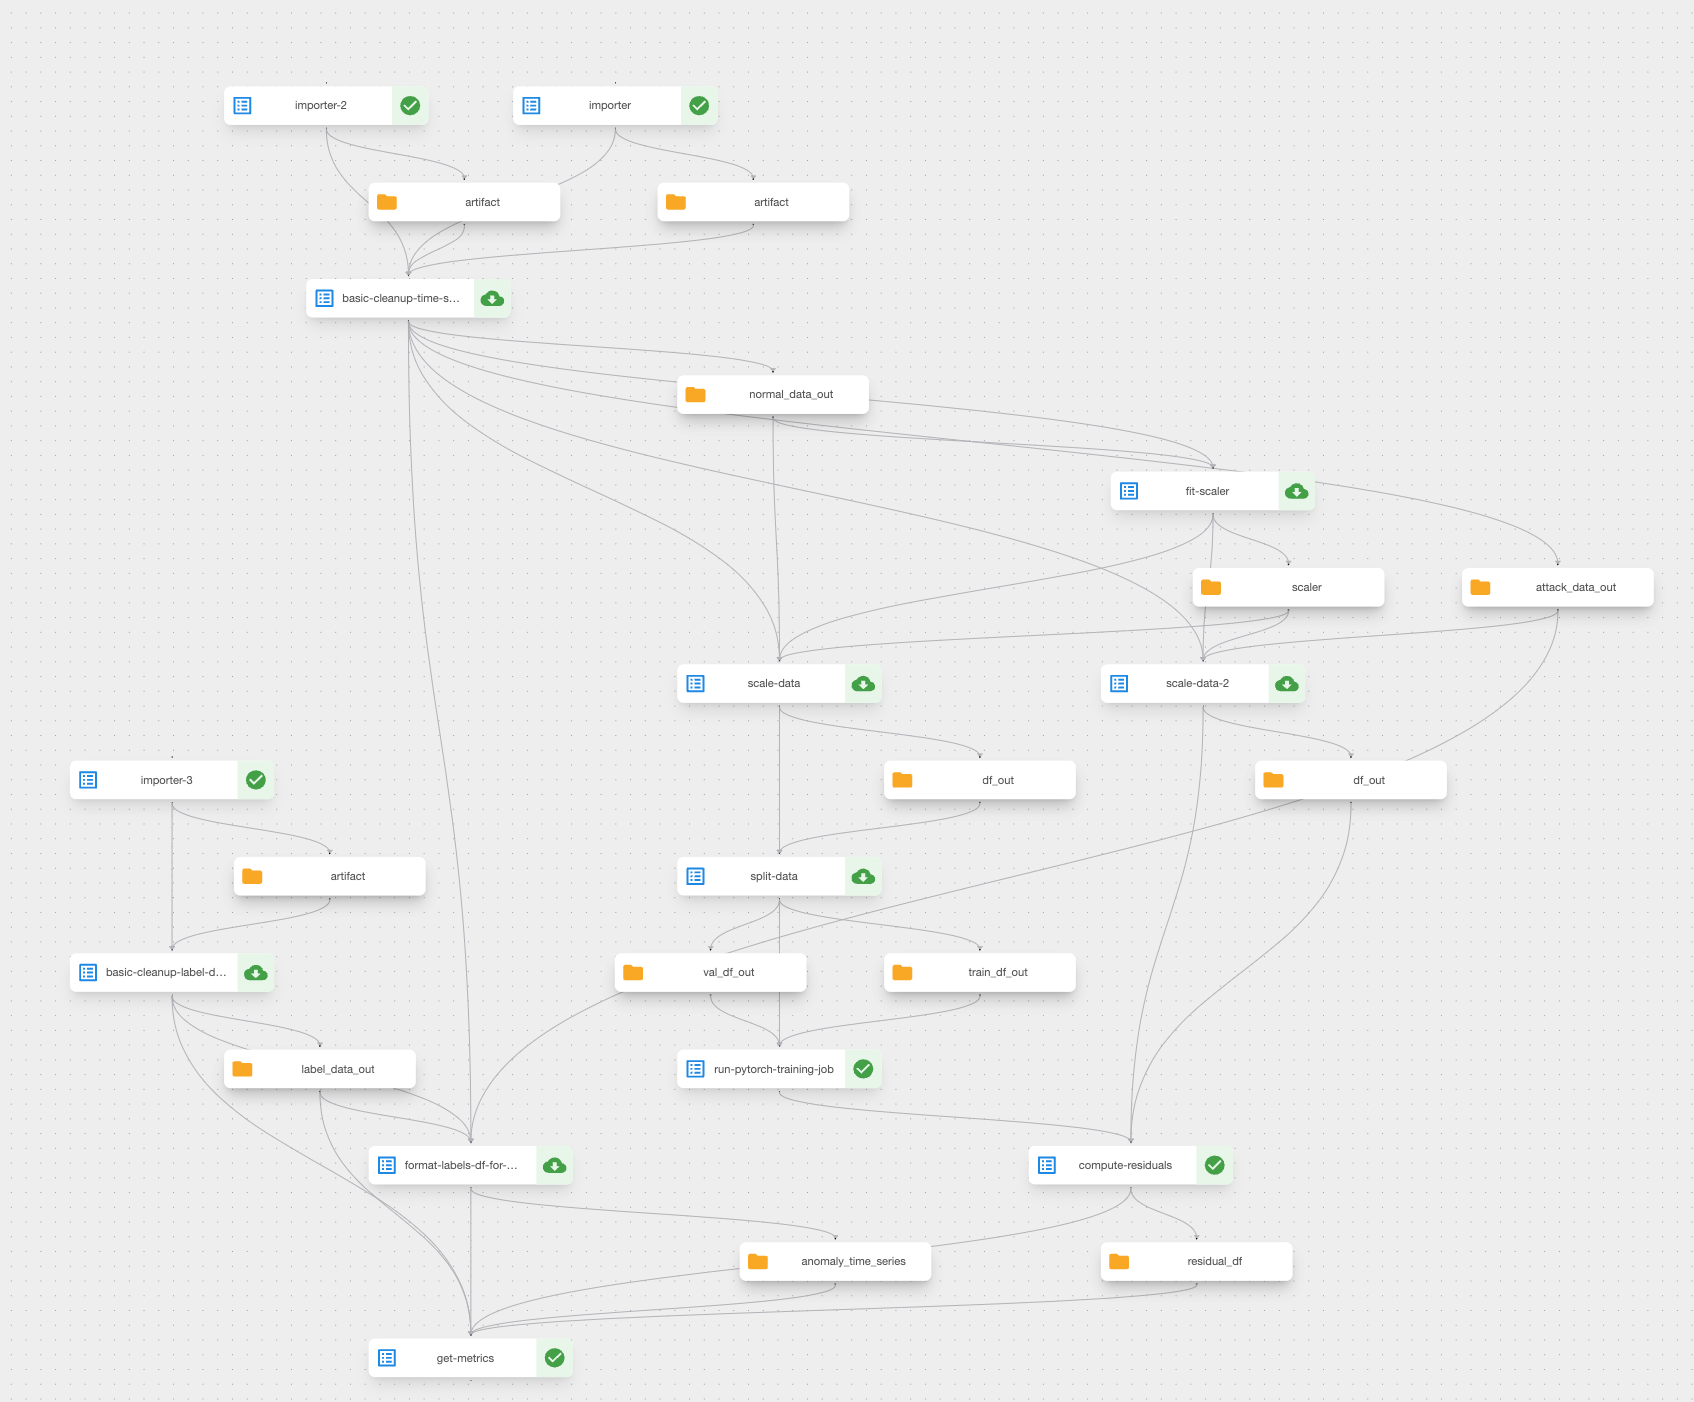 importer-2
importer
artifact
artifact
basic-cleanup-time-s...
normal_data_out
fit-scaler
scaler
attack_data_out
scale-data
scale-data-2
importer-3
df_out
df_out
artifact
split-data
basic-cleanup-label-d...
val_df_out
train_df_out
label_data_out
run-pytorch-training-job
format-labels-df-for-...
compute-residuals
anomaly_time_series
residual_df
get-metrics